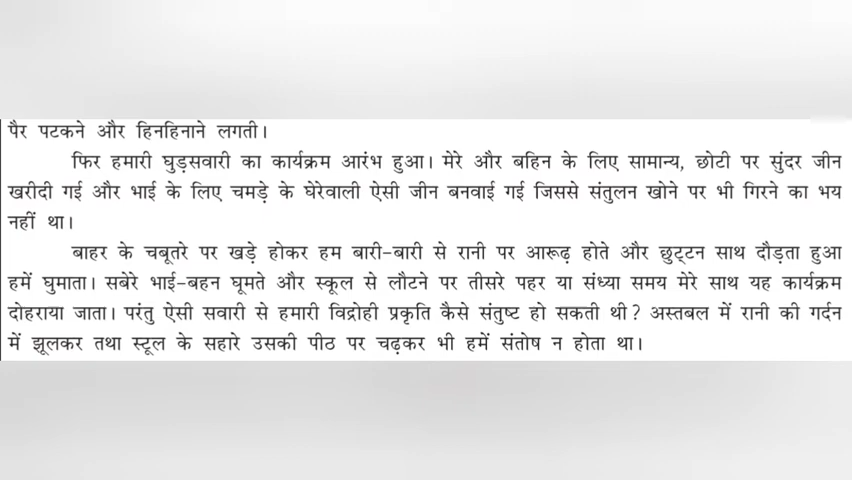 पैर पटकने और हिनहिनाने लगती।
फिर हमारी घुड़सवारी का कार्यक्रम आरंभ हुआ। मेरे और बहिन के लिए सामान्य, छोटी पर सुंदर जीन
खरीदी गई और भाई के लिए चमड़े के घेरेवाली ऐसी जीन बनवाई गई जिससे संतुलन खोने पर भी गिरने का भय
नहीं था।
बाहर के चबूतरे पर खड़े होकर हम बारी-बारी से रानी पर आरूढ़ होते और छुट्टन साथ दौड़ता हुआ
हमें घुमाता। सबेरे भाई-बहन घूमते और स्कूल से लौटने पर तीसरे पहर या संध्या समय मेरे साथ यह कार्यक्रम
दोहराया जाता। परंतु ऐसी सवारी से हमारी विद्रोही प्रकृति कैसे संतुष्ट हो सकती थी? अस्तबल में रानी की गर्दन
में झूलकर तथा स्टूल के सहारे उसकी पीठ पर चढ़कर भी हमें संतोष न होता था।